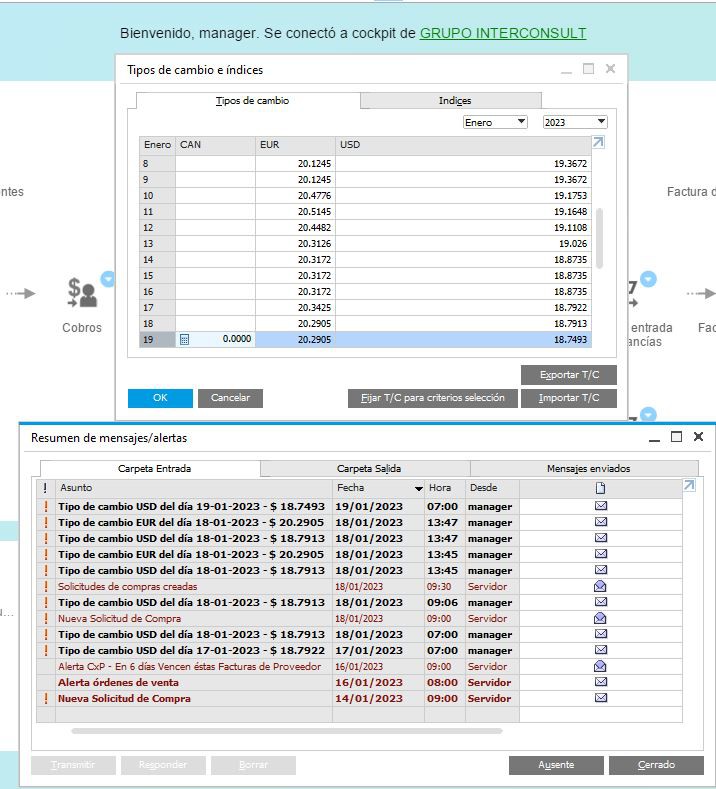 Bienvenido, manager. Se conectó a cockpit de GRUPO INTERCONSULT
Tipos de cambio e índices
Tipos de cambio Indices
Enero 2023
Enero CAN EUR USD
8 20.1245 19.3672
9 20.1245 19.3672
10 20.4776 19.1753
11 20.5145 19.1648
12 20.4482 19.1108
13 20.3126 19.026
14 20.3172 18.8735
15 20.3172 18.8735
16 20.3172 18.8735
17 20.3425 18.7922
18 20.2905 18.7913
19 0.0000 20.2905 18.7493
Exportar T/C
OK Cancelar Fijar T/C para criterios selección Importar T/C
ntes
Factura d
Cobros
entrada
ancías
Fac
Resumen de mensajes/alertas
Carpeta Entrada Carpeta Salida Mensajes enviados
! Asunto Fecha Hora Desde
! Tipo de cambio USD del día 19-01-2023 - $ 18.7493 19/01/2023 07:00 manager
! Tipo de cambio EUR del día 18-01-2023 - $ 20.2905 18/01/2023 13:47 manager
! Tipo de cambio USD del día 18-01-2023 - $ 18.7913 18/01/2023 13:47 manager
! Tipo de cambio EUR del día 18-01-2023 - $ 20.2905 18/01/2023 13:45 manager
! Tipo de cambio USD del día 18-01-2023 - $ 18.7913 18/01/2023 13:45 manager
! Solicitudes de compras creadas 18/01/2023 09:30 Servidor
! Tipo de cambio USD del día 18-01-2023 - $ 18.7913 18/01/2023 09:06 manager
! Nueva Solicitud de Compra 18/01/2023 09:00 Servidor
! Tipo de cambio USD del día 18-01-2023 - $ 18.7913 18/01/2023 07:00 manager
! Tipo de cambio USD del día 17-01-2023 - $ 18.7922 17/01/2023 07:00 manager
Alerta CxP - En 6 días Vencen éstas Facturas de Proveedor 16/01/2023 09:00 Servidor
Alerta órdenes de venta 16/01/2023 08:00 Servidor
! Nueva Solicitud de Compra 14/01/2023 09:00 Servidor
Transmitir Responder Borrar Ausente Cerrado